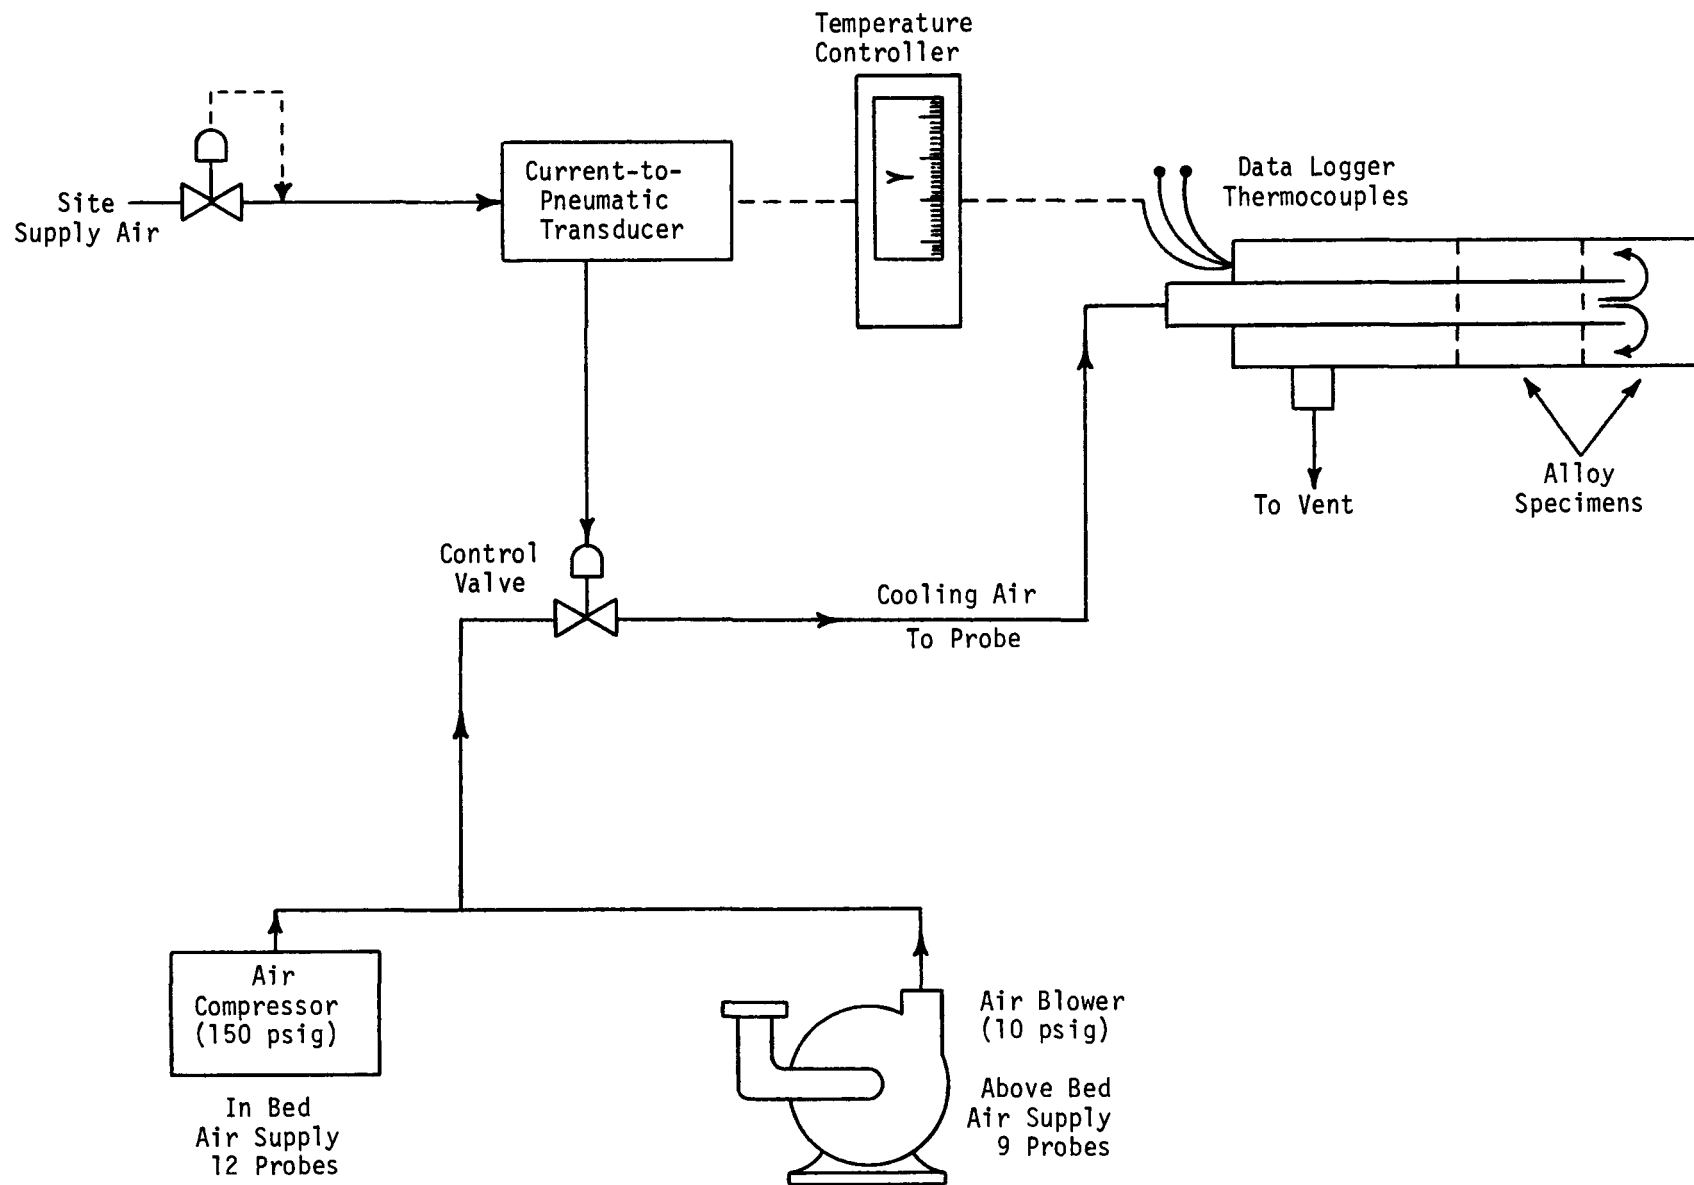 Temperature
Controller
Site
Supply Air
Current-to-
Pneumatic
Transducer
Y
Data Logger
Thermocouples
To Vent
Alloy
Specimens
Control
Valve
Cooling Air
To Probe
Air
Compressor
(150 psig)
In Bed
Air Supply
12 Probes
Air Blower
(10 psig)
Above Bed
Air Supply
9 Probes